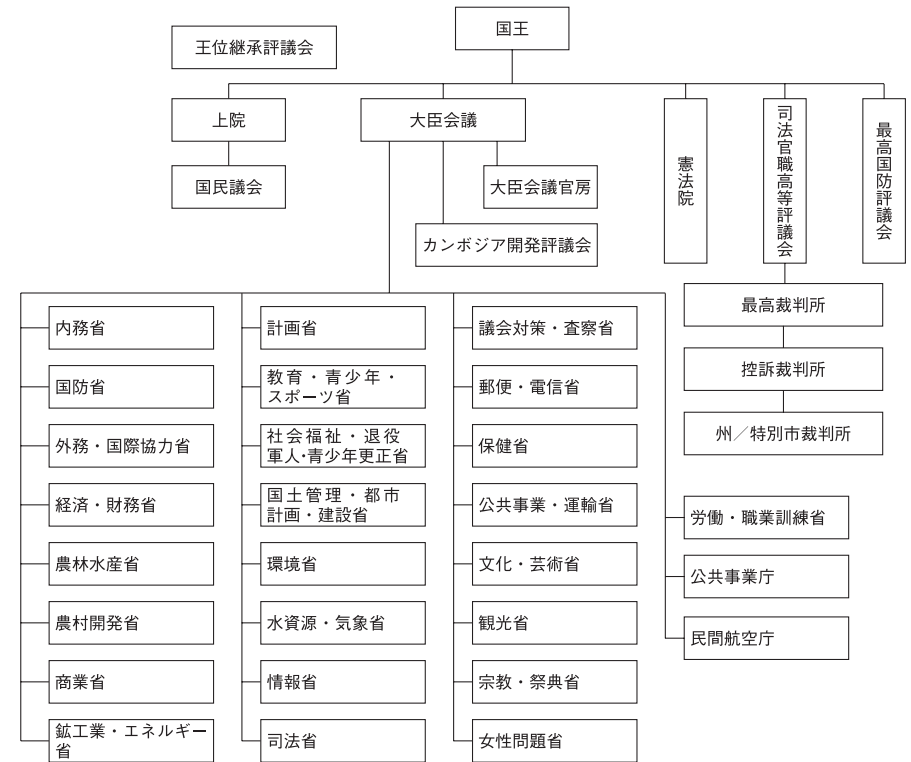 王位継承評議会
国王
上院
大臣会議
国民議会
大臣会議官房
カンボジア開発評議会
憲法院
司法官職高等評議会
最高国防評議会
最高裁判所
控訴裁判所
州／特別市裁判所
内務省
国防省
外務・国際協力省
経済・財務省
農林水産省
農村開発省
商業省
鉱工業・エネルギー
省
計画省
教育・青少年・
スポーツ省
社会福祉・退役
軍人・青少年更正省
国土管理・都市
計画・建設省
環境省
水資源・気象省
情報省
司法省
議会対策・査察省
郵便・電信省
保健省
公共事業・運輸省
文化・芸術省
観光省
宗教・祭典省
女性問題省
労働・職業訓練省
公共事業庁
民間航空庁